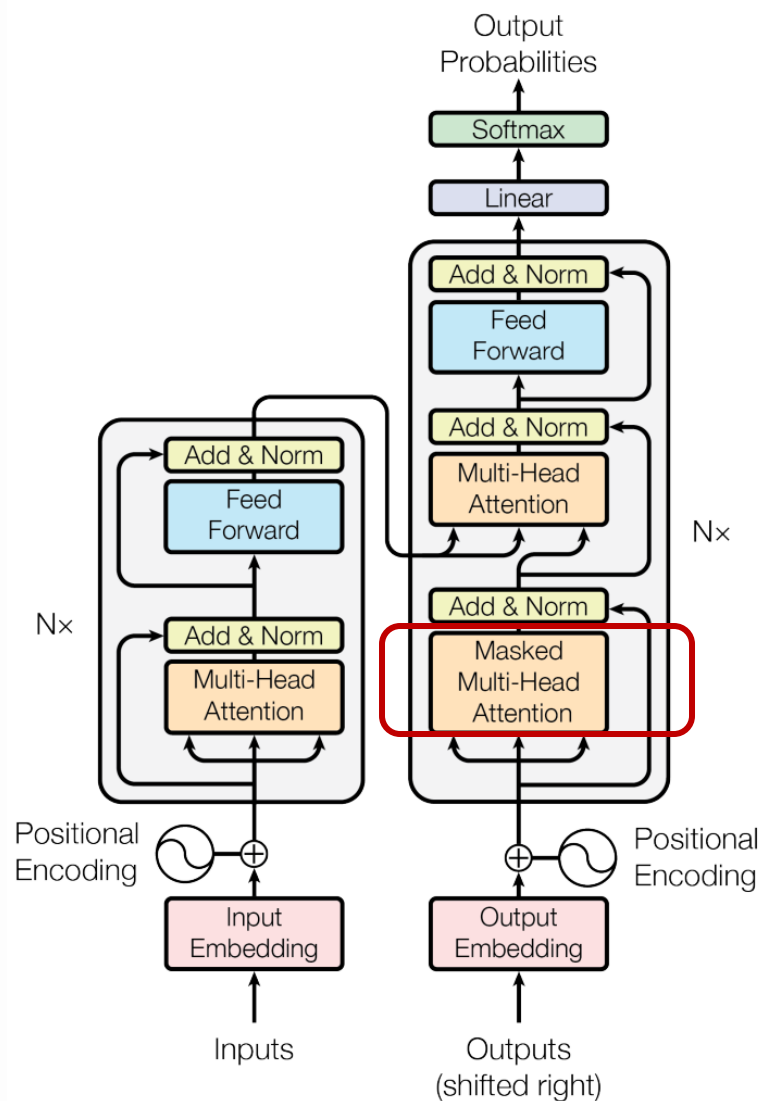 Output
Probabilities
Softmax
Linear
Add & Norm
Feed
Forward
Add & Norm
Multi-Head
Attention
Add & Norm
Masked
Multi-Head
Attention
N×
Add & Norm
Feed
Forward
Add & Norm
Multi-Head
Attention
N×
Positional
Encoding
Positional
Encoding
Input
Embedding
Output
Embedding
Inputs
Outputs
(shifted right)